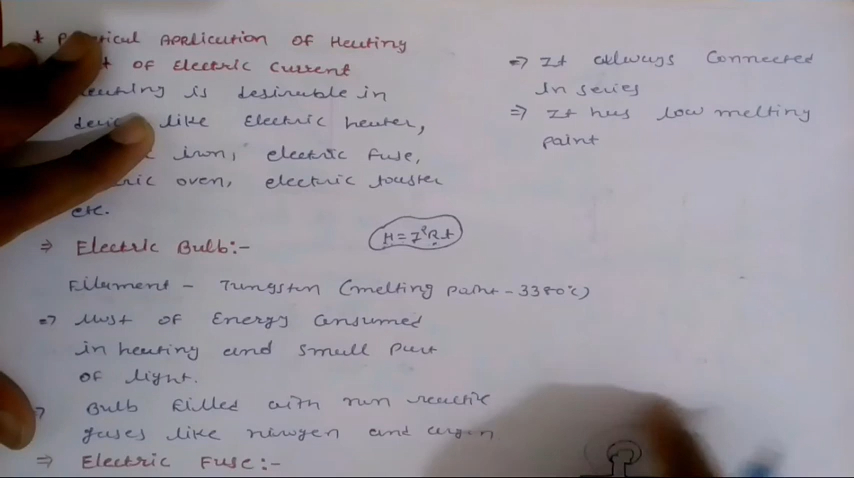 * Practical Application of Heating
of Electric Current
Heating is desirable in
like Electric heater,
iron, electric fuse,
oven, electric toaster
etc.
⇒ Electric Bulb:-
H=I²Rt
Filament - Tungsten (melting point - 3380°c)
⇒ Most of Energy consumed
in heating and small part
of light.
Bulb filled with non reactive
gases like nitrogen and argon
⇒ Electric Fuse:-
⇒ It always connected
in series
⇒ It has low melting
point